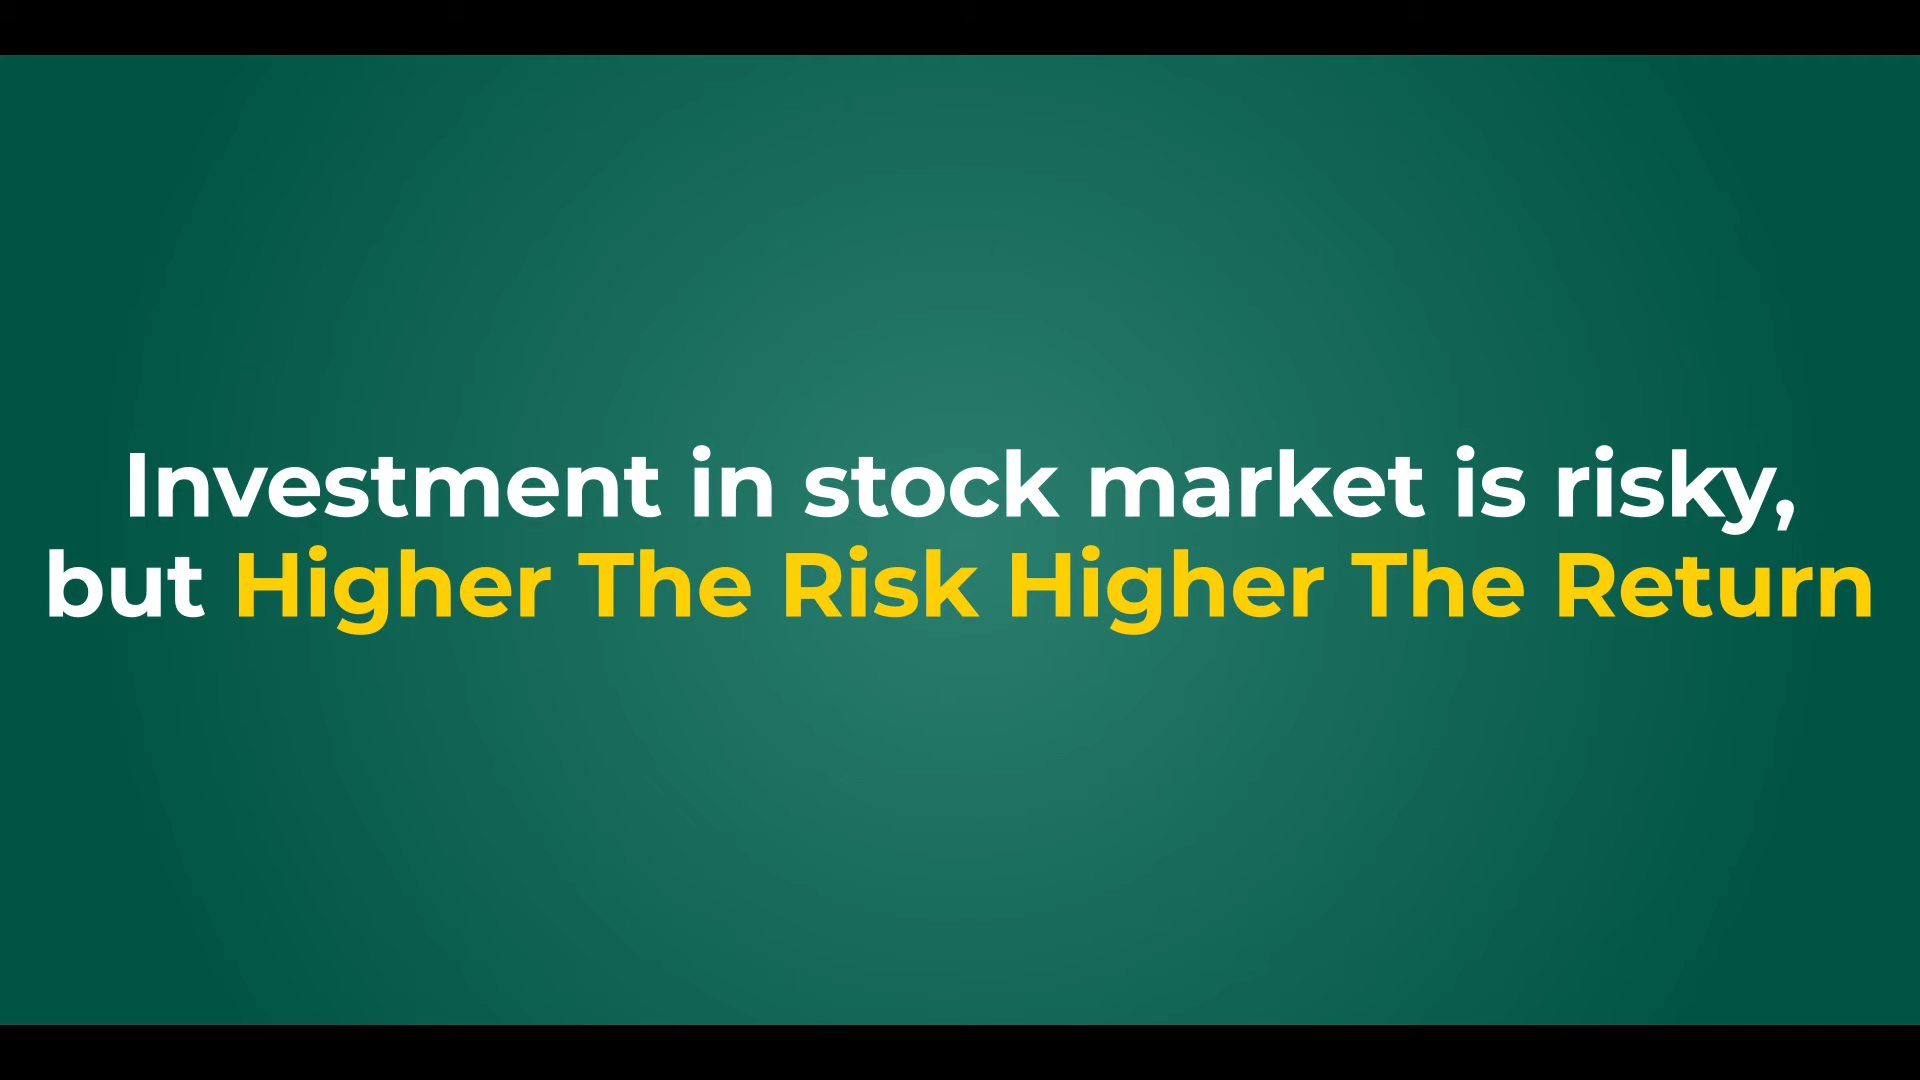 Investment in stock market is risky,
but Higher The Risk Higher The Return